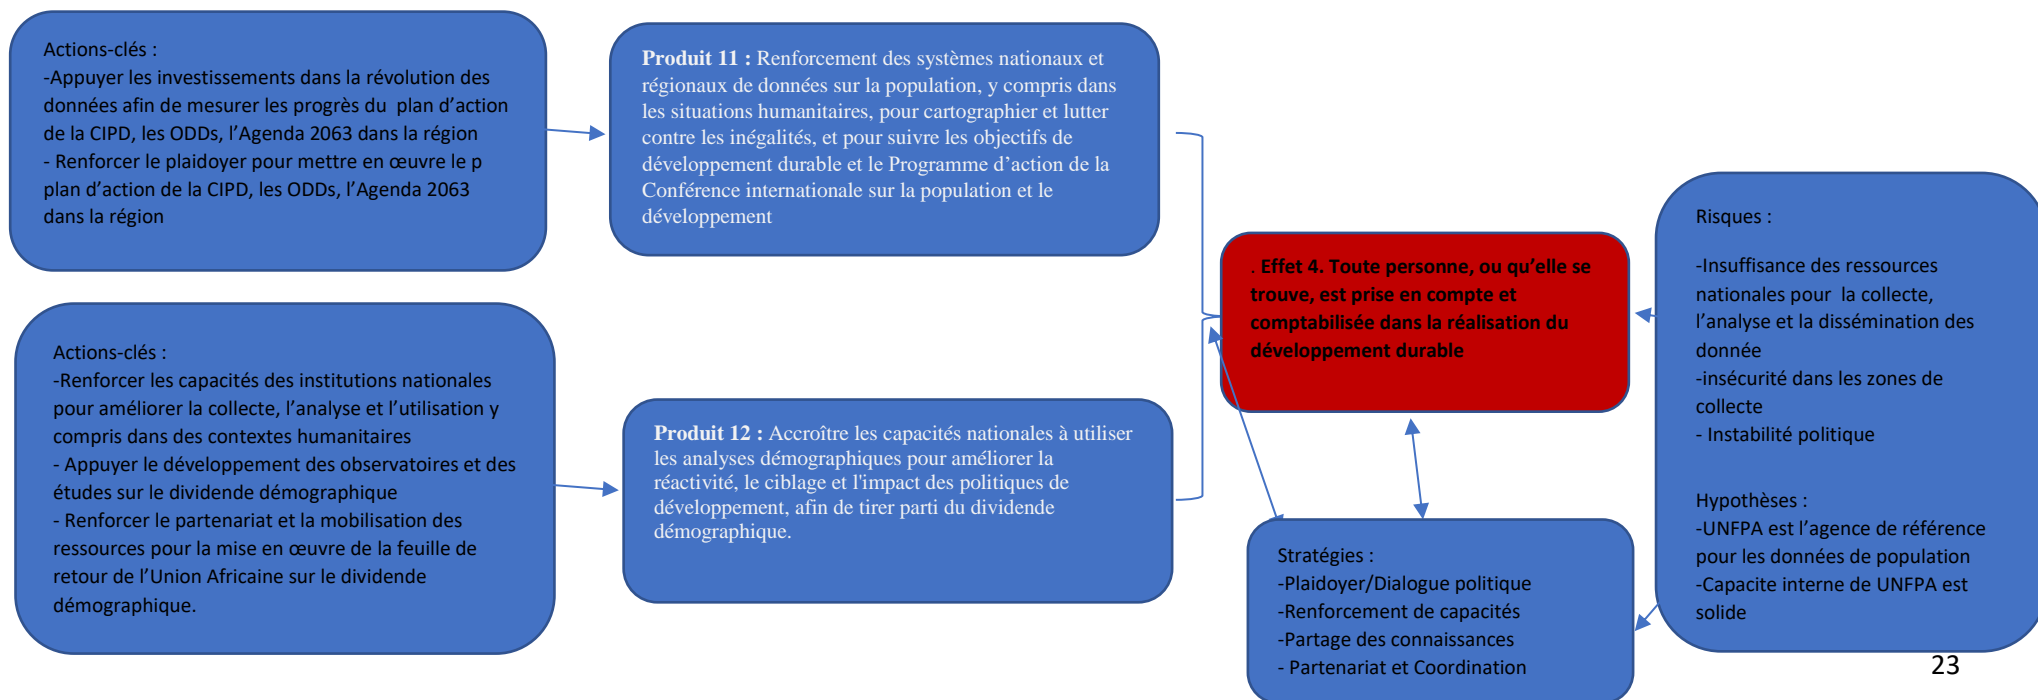 Actions-clés :
-Appuyer les investissements dans la révolution des
données afin de mesurer les progrès du  plan d’action
de la CIPD, les ODDs, l’Agenda 2063 dans la région
- Renforcer le plaidoyer pour mettre en œuvre le p
plan d’action de la CIPD, les ODDs, l’Agenda 2063
dans la région
Produit 11 : Renforcement des systèmes nationaux et
régionaux de données sur la population, y compris dans
les situations humanitaires, pour cartographier et lutter
contre les inégalités, et pour suivre les objectifs de
développement durable et le Programme d’action de la
Conférence internationale sur la population et le
développement
Actions-clés :
-Renforcer les capacités des institutions nationales
pour améliorer la collecte, l’analyse et l’utilisation y
compris dans des contextes humanitaires
- Appuyer le développement des observatoires et des
études sur le dividende démographique
- Renforcer le partenariat et la mobilisation des
ressources pour la mise en œuvre de la feuille de
retour de l’Union Africaine sur le dividende
démographique.
Produit 12 : Accroître les capacités nationales à utiliser
les analyses démographiques pour améliorer la
réactivité, le ciblage et l'impact des politiques de
développement, afin de tirer parti du dividende
démographique.
. Effet 4. Toute personne, ou qu’elle se
trouve, est prise en compte et
comptabilisée dans la réalisation du
développement durable
Stratégies :
-Plaidoyer/Dialogue politique
-Renforcement de capacités
-Partage des connaissances
- Partenariat et Coordination
Risques :
-Insuffisance des ressources
nationales pour  la collecte,
l’analyse et la dissémination des
donnée
-insécurité dans les zones de
collecte
- Instabilité politique
Hypothèses :
-UNFPA est l’agence de référence
pour les données de population
-Capacite interne de UNFPA est
solide
23